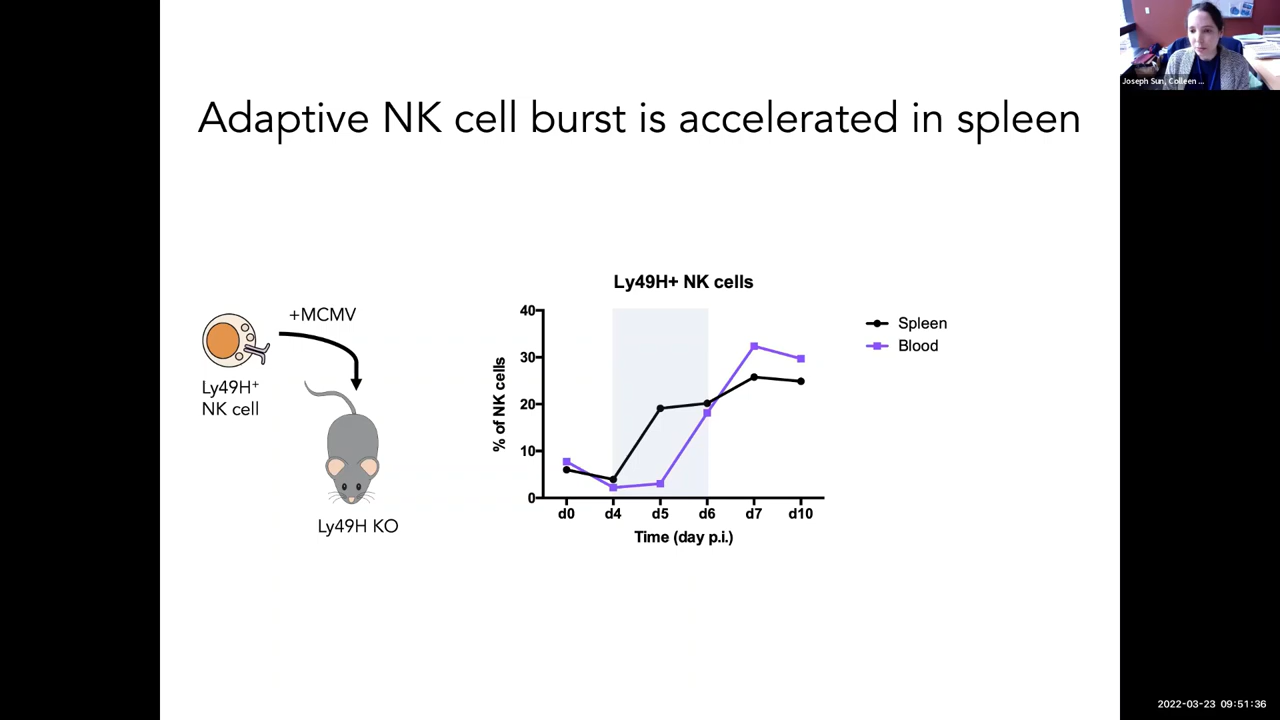 Joseph Sun, Colleen ...
Adaptive NK cell burst is accelerated in spleen
+MCMV
Ly49H⁺
NK cell
Ly49H KO
Ly49H+ NK cells
% of NK cells
40
30
20
10
0
d0 d4 d5 d6 d7 d10
Time (day p.i.)
Spleen
Blood
2022-03-23 09:51:36